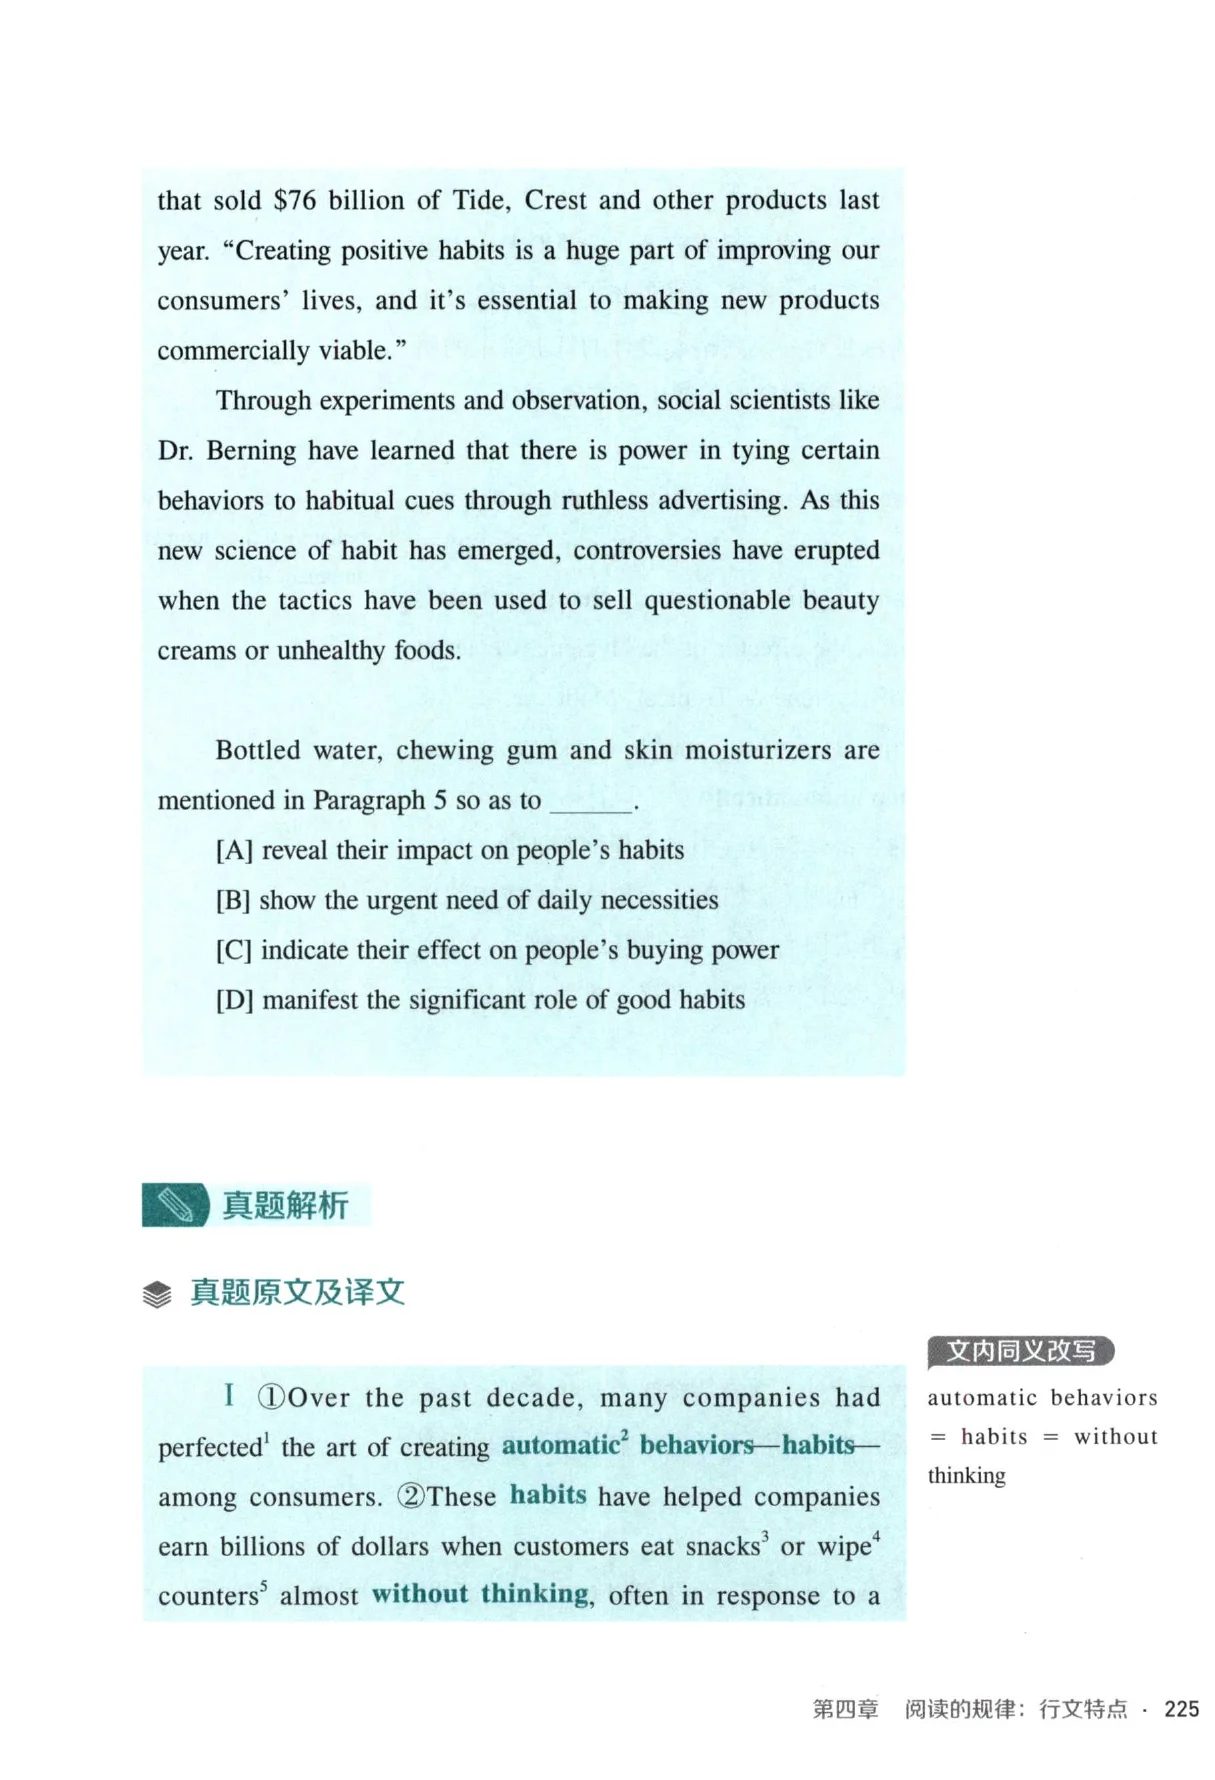 that sold $76 billion of Tide, Crest and other products last
year. “Creating positive habits is a huge part of improving our
consumers’ lives, and it’s essential to making new products
commercially viable.”
Through experiments and observation, social scientists like
Dr. Berning have learned that there is power in tying certain
behaviors to habitual cues through ruthless advertising. As this
new science of habit has emerged, controversies have erupted
when the tactics have been used to sell questionable beauty
creams or unhealthy foods.
Bottled water, chewing gum and skin moisturizers are
mentioned in Paragraph 5 so as to ______.
[A] reveal their impact on people’s habits
[B] show the urgent need of daily necessities
[C] indicate their effect on people’s buying power
[D] manifest the significant role of good habits
真题解析
真题原文及译文
文内同义改写
I ①Over the past decade, many companies had
perfected¹ the art of creating automatic² behaviors—habits—
among consumers. ②These habits have helped companies
earn billions of dollars when customers eat snacks³ or wipe⁴
counters⁵ almost without thinking, often in response to a
automatic behaviors
= habits = without
thinking
第四章 阅读的规律：行文特点 · 225